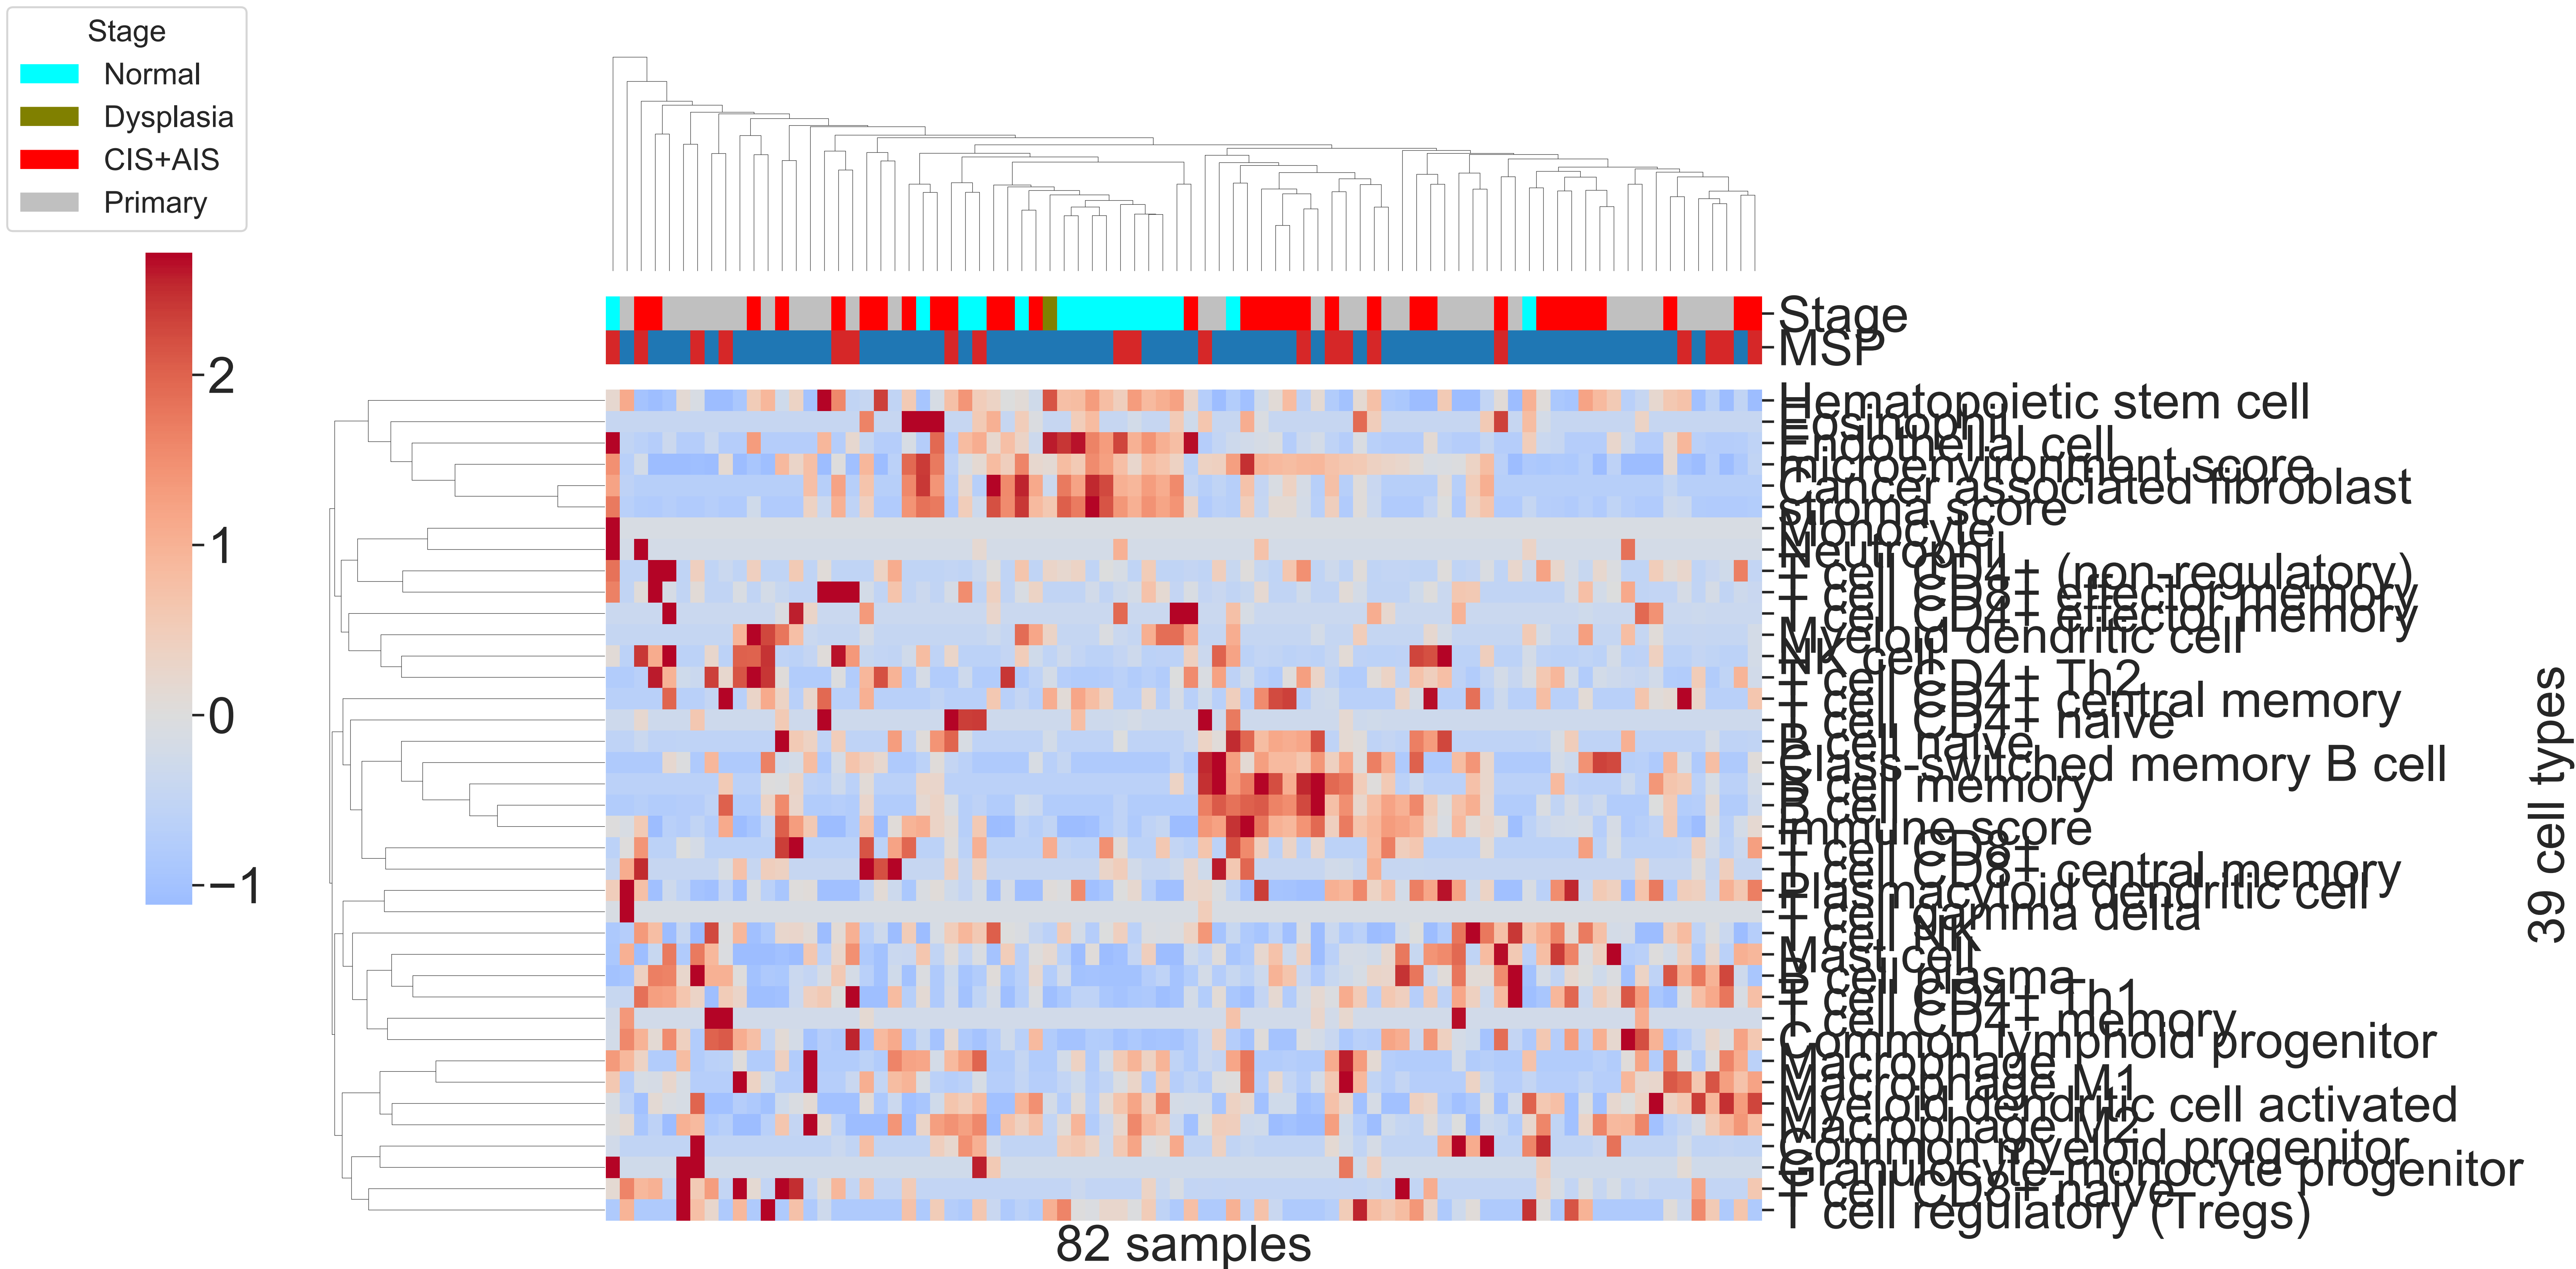 Stage
Normal
Dysplasia
CIS+AIS
Primary
2
1
0
−1
Stage
MSP
Hematopoietic stem cell
Eosinophil
Endothelial cell
microenvironment score
Cancer associated fibroblast
stroma score
Monocyte
Neutrophil
T cell CD4+ (non-regulatory)
T cell CD8+ effector memory
T cell CD4+ effector memory
Myeloid dendritic cell
NK cell
T cell CD4+ Th2
T cell CD4+ central memory
T cell CD4+ naive
B cell naive
Class-switched memory B cell
B cell memory
B cell
immune score
T cell CD8+
T cell CD8+ central memory
Plasmacytoid dendritic cell
T cell gamma delta
T cell NK
Mast cell
B cell plasma
T cell CD4+ Th1
T cell CD4+ memory
Common lymphoid progenitor
Macrophage
Macrophage M1
Myeloid dendritic cell activated
Macrophage M2
Common myeloid progenitor
Granulocyte-monocyte progenitor
T cell CD8+ naive
T cell regulatory (Tregs)
39 cell types
82 samples